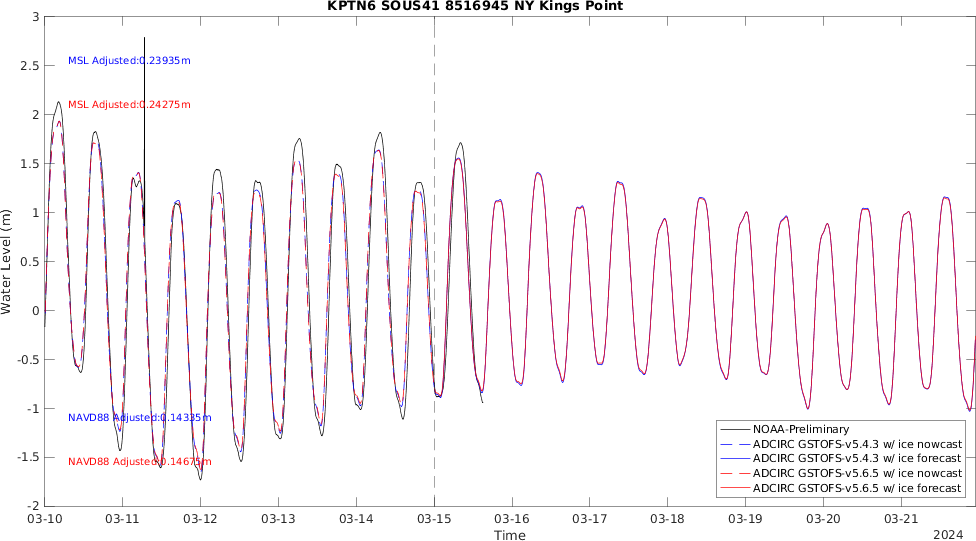 KPTN6 SOUS41 8516945 NY Kings Point
3
2.5
2
1.5
1
0.5
0
-0.5
-1
-1.5
-2
Water Level (m)
MSL Adjusted:0.23935m
MSL Adjusted:0.24275m
NAVD88 Adjusted:0.14335m
NAVD88 Adjusted:0.14675m
NOAA-Preliminary
ADCIRC GSTOFS-v5.4.3 w/ ice nowcast
ADCIRC GSTOFS-v5.4.3 w/ ice forecast
ADCIRC GSTOFS-v5.6.5 w/ ice nowcast
ADCIRC GSTOFS-v5.6.5 w/ ice forecast
03-10 03-11 03-12 03-13 03-14 03-15 03-16 03-17 03-18 03-19 03-20 03-21
Time
2024